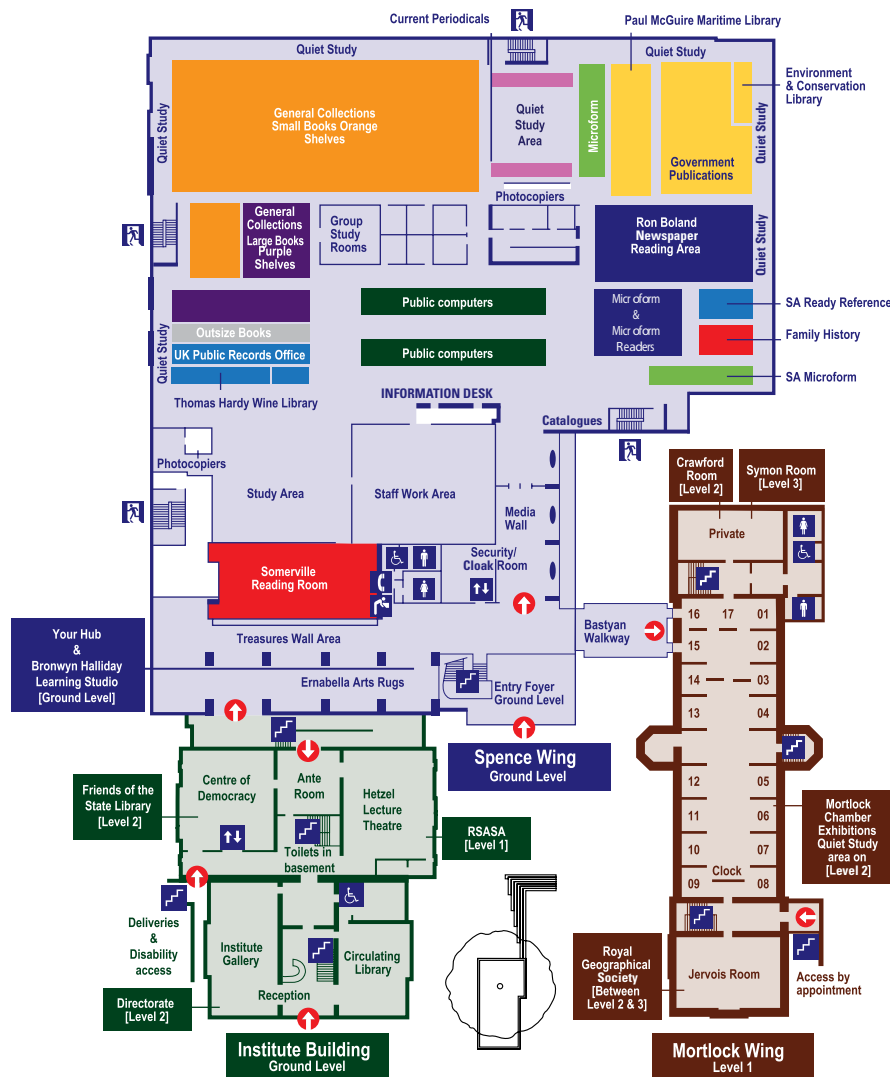 Current Periodicals
Paul McGuire Maritime Library
Quiet Study
Quiet Study
Environment
& Conservation
Library
Quiet Study
General Collections
Small Books Orange
Shelves
Quiet
Study
Area
Microform
Government
Publications
Quiet Study
Photocopiers
General
Collections
Large Books
Purple
Shelves
Group
Study
Rooms
Ron Boland
Newspaper
Reading Area
Quiet Study
Public computers
Microform
&
Microform
Readers
SA Ready Reference
Outsize Books
Family History
Quiet Study
UK Public Records Office
Public computers
SA Microform
Thomas Hardy Wine Library
INFORMATION DESK
Catalogues
Photocopiers
Study Area
Staff Work Area
Media
Wall
Security/
Cloak Room
Somerville
Reading Room
Crawford
Room
[Level 2]
Symon Room
[Level 3]
Private
16
17
01
15
02
14
03
13
04
12
05
11
06
10
07
09
Clock
08
Bastyan
Walkway
Your Hub
&
Bronwyn Halliday
Learning Studio
[Ground Level]
Treasures Wall Area
Ernabella Arts Rugs
Entry Foyer
Ground Level
Spence Wing
Ground Level
Friends of the
State Library
[Level 2]
Centre of
Democracy
Ante
Room
Hetzel
Lecture
Theatre
RSASA
[Level 1]
Toilets in
basement
Mortlock
Chamber
Exhibitions
Quiet Study
area on
[Level 2]
Deliveries
&
Disability
access
Institute
Gallery
Circulating
Library
Reception
Directorate
[Level 2]
Institute Building
Ground Level
Royal
Geographical
Society
[Between
Level 2 & 3]
Jervois Room
Access by
appointment
Mortlock Wing
Level 1